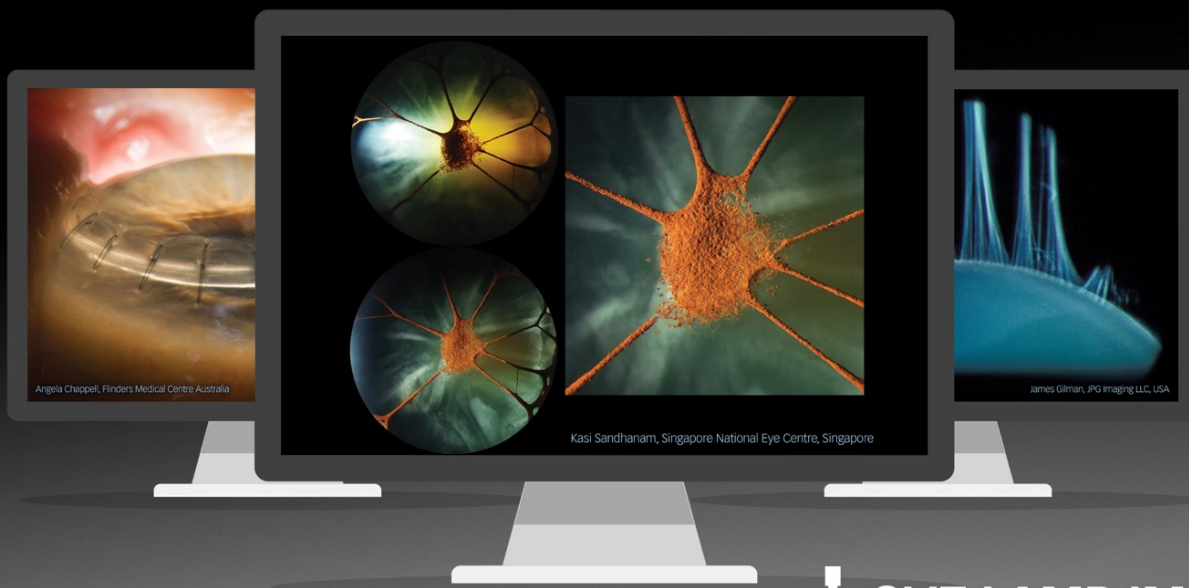 Angela Chappell, Flinders Medical Centre Australia
Kasi Sandhanam, Singapore National Eye Centre, Singapore
James Gilman, JPG Imaging LLC, USA